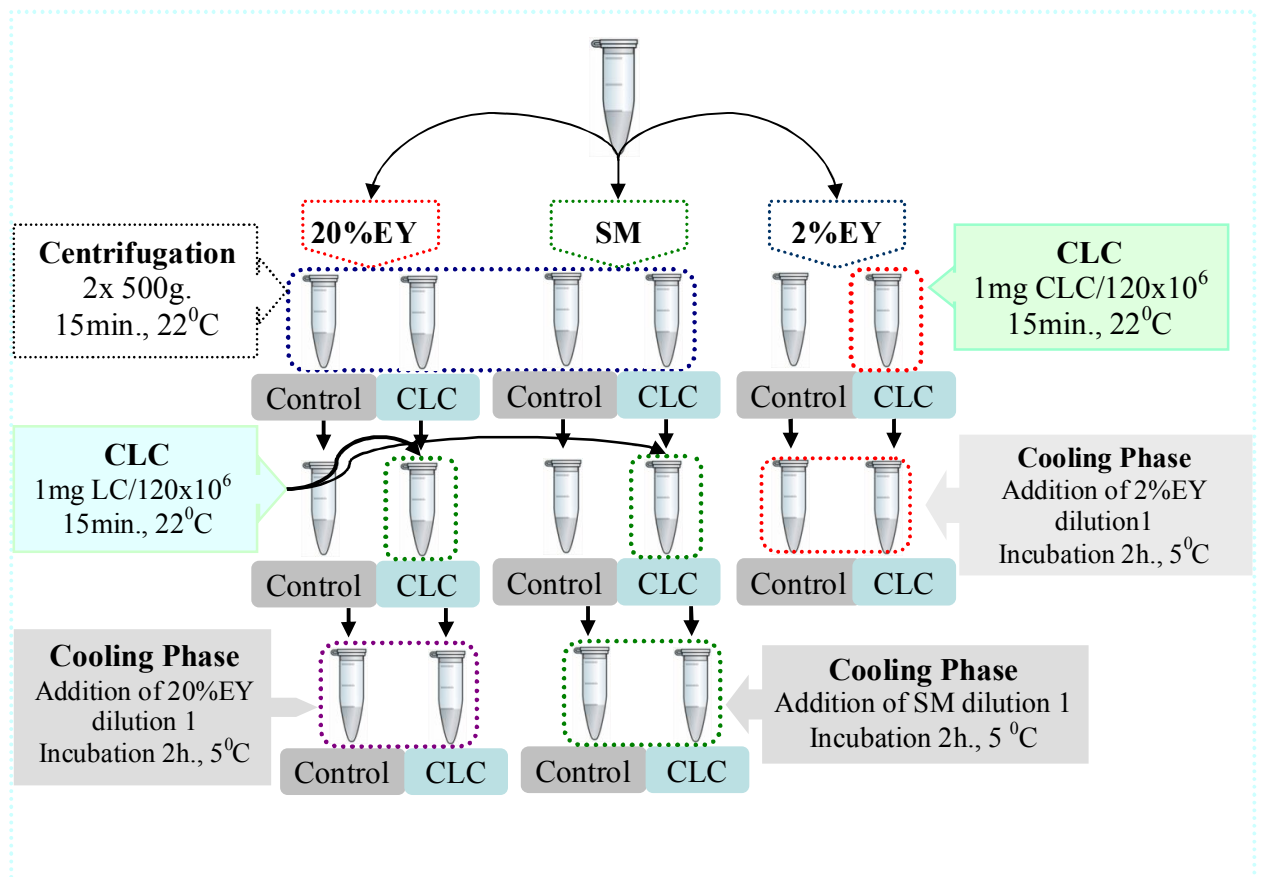 20%EY
SM
2%EY
Centrifugation
2x 500g.
15min., 22⁰C
CLC
1mg CLC/120x10⁶
15min., 22⁰C
Control
CLC
Control
CLC
Control
CLC
CLC
1mg LC/120x10⁶
15min., 22⁰C
Cooling Phase
Addition of 2%EY
dilution1
Incubation 2h., 5⁰C
Control
CLC
Control
CLC
Control
CLC
Cooling Phase
Addition of 20%EY
dilution 1
Incubation 2h., 5⁰C
Cooling Phase
Addition of SM dilution 1
Incubation 2h., 5 ⁰C
Control
CLC
Control
CLC